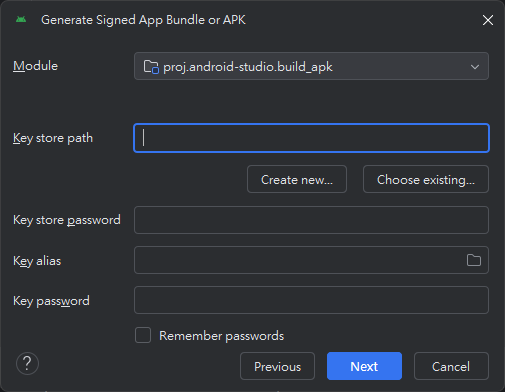 Generate Signed App Bundle or APK
Module
proj.android-studio.build_apk
Key store path
Create new...
Choose existing...
Key store password
Key alias
Key password
Remember passwords
?
Previous
Next
Cancel